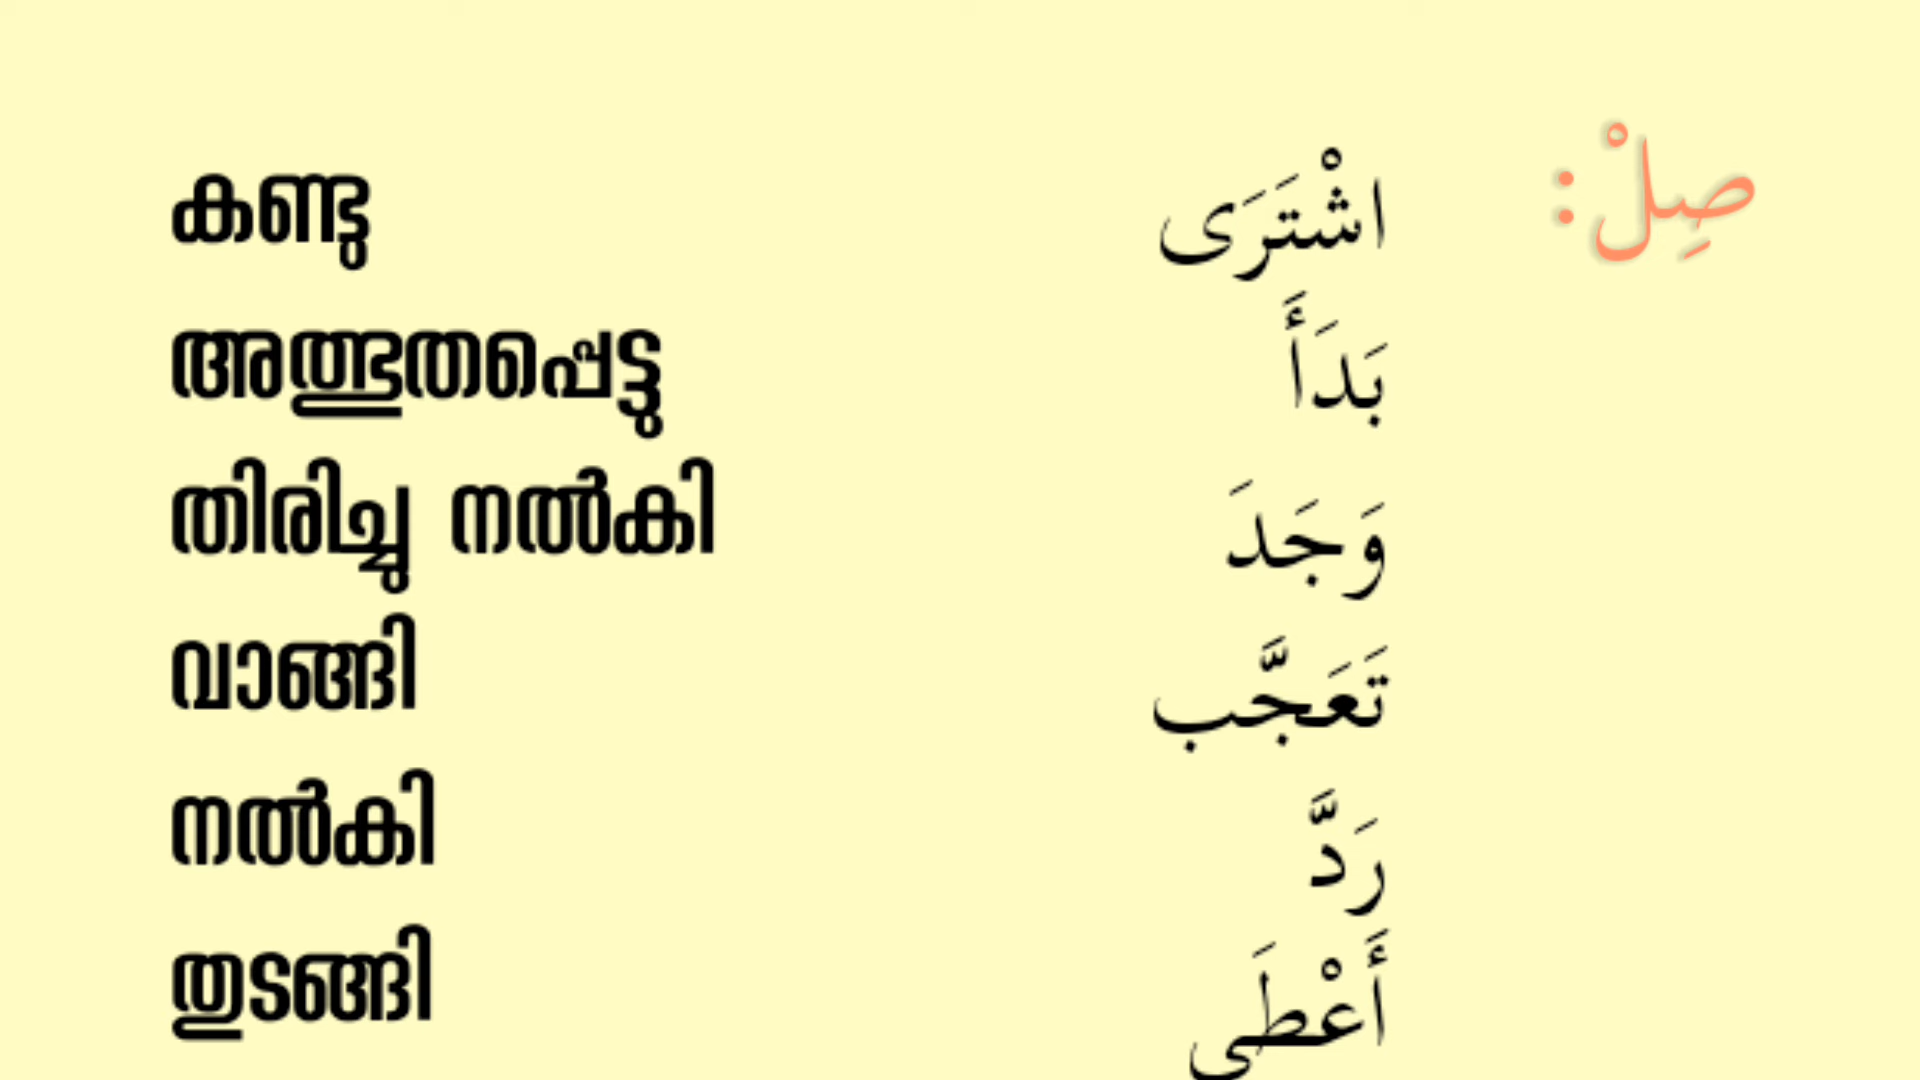 صِلْ:
കണ്ടു اشْتَرَى
അത്ഭുതപ്പെട്ടു بَدَأَ
തിരിച്ചു നൽകി وَجَدَ
വാങ്ങി تَعَجَّب
നൽകി رَدَّ
തുടങ്ങി أَعْطَى